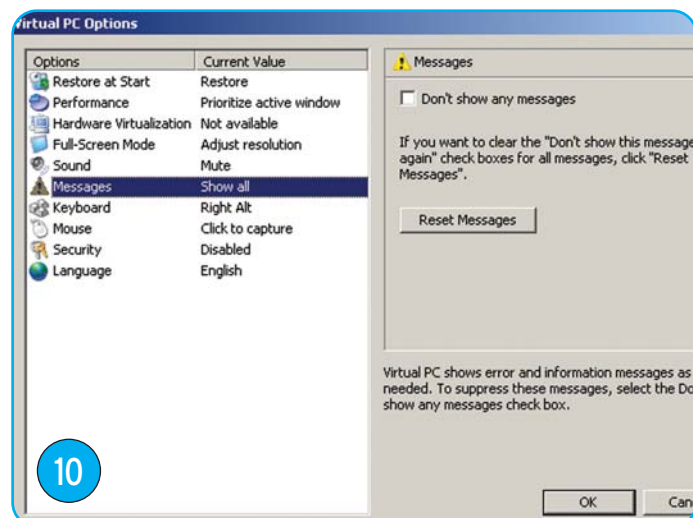 Virtual PC Options
Options Current Value
Restore at Start Restore
Performance Prioritize active window
Hardware Virtualization Not available
Full-Screen Mode Adjust resolution
Sound Mute
Messages Show all
Keyboard Right Alt
Mouse Click to capture
Security Disabled
Language English
Messages
Don't show any messages
If you want to clear the "Don't show this message
again" check boxes for all messages, click "Reset
Messages".
Reset Messages
Virtual PC shows error and information messages as
needed. To suppress these messages, select the Do
show any messages check box.
OK Can
10